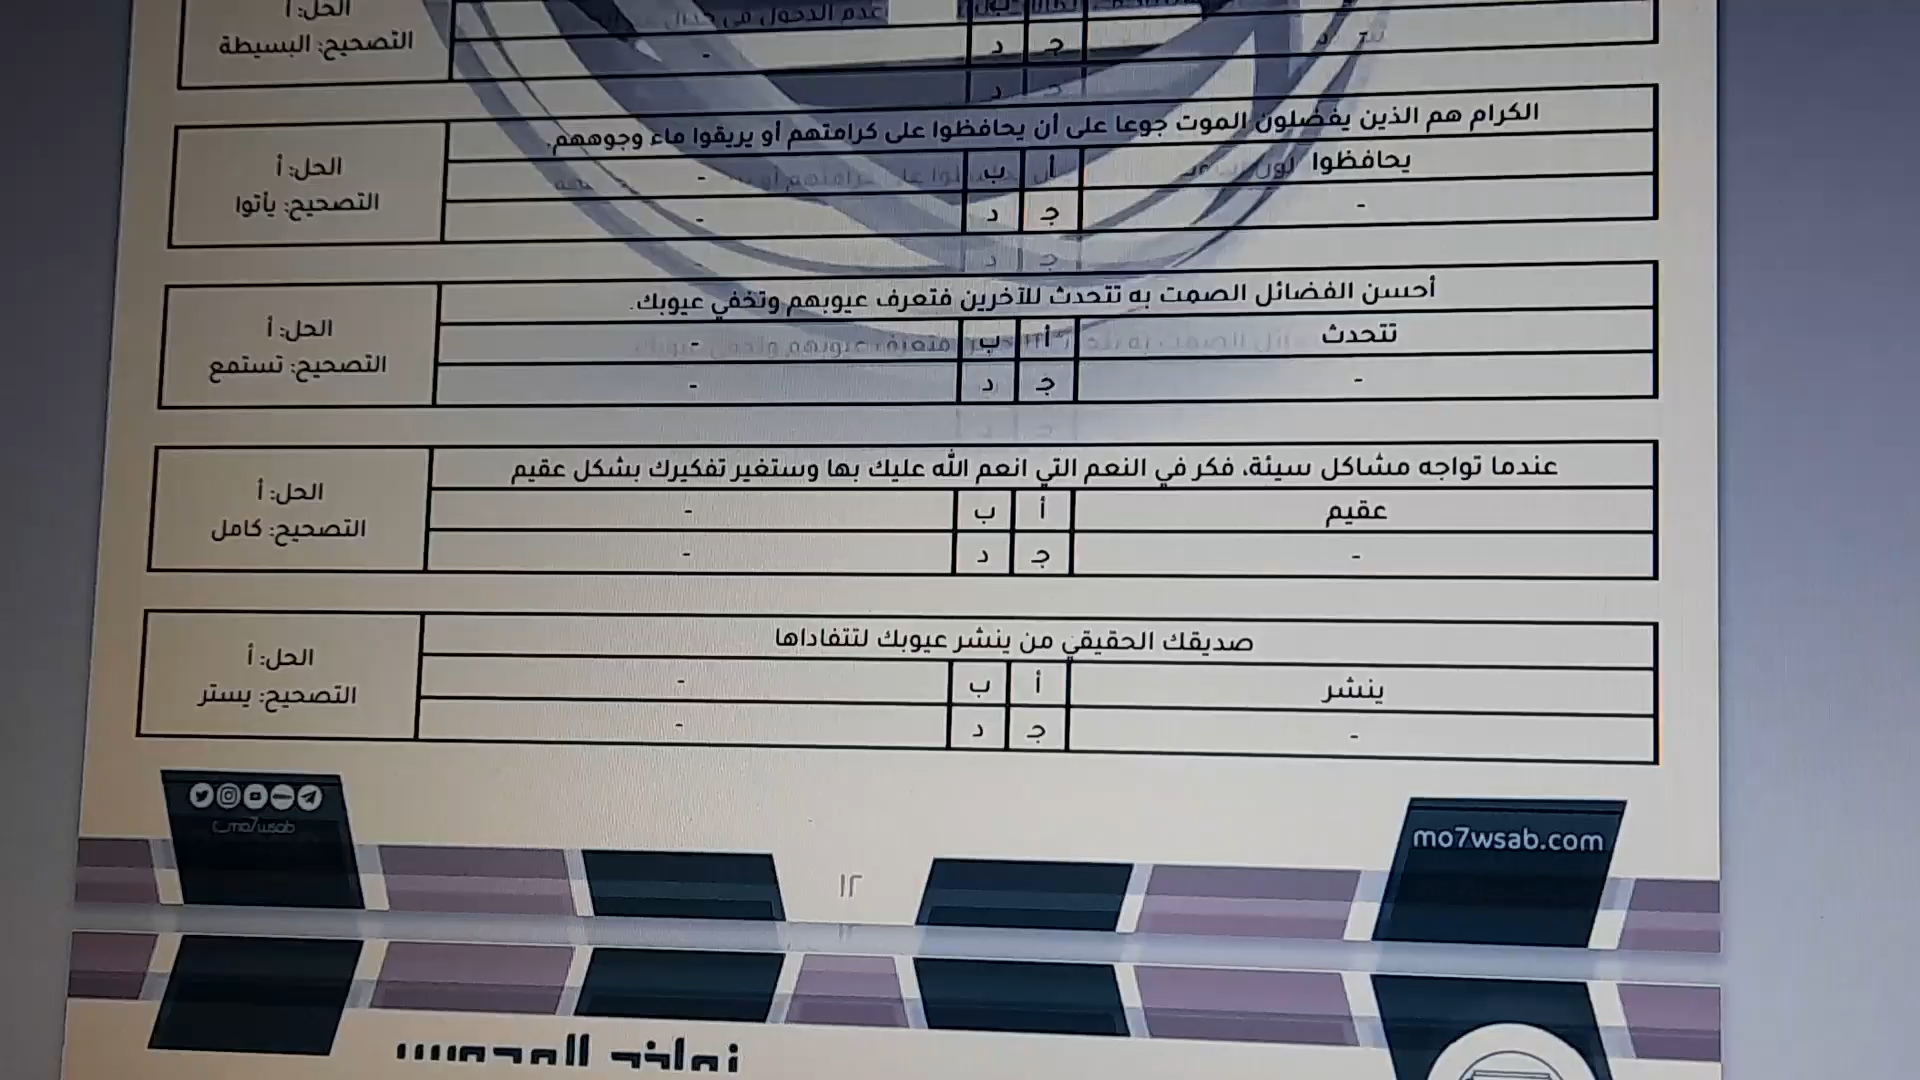 الحل: أ
التصحيح: البسيطة
ج
د
-
الكرام هم الذين يفضلون الموت جوعا على أن يحافظوا على كرامتهم أو يريقوا ماء وجوههم.
يحافظوا
أ
ب
-
-
ج
د
-
الحل: أ
التصحيح: يأتوا
أحسن الفضائل الصمت به تتحدث للآخرين فتعرف عيوبهم وتخفي عيوبك.
تتحدث
أ
ب
-
-
ج
د
-
الحل: أ
التصحيح: تستمع
عندما تواجه مشاكل سيئة، فكر في النعم التي انعم الله عليك بها وستغير تفكيرك بشكل عقيم
عقيم
أ
ب
-
-
ج
د
-
الحل: أ
التصحيح: كامل
صديقك الحقيقي من ينشر عيوبك لتتفاداها
ينشر
أ
ب
-
-
ج
د
-
الحل: أ
التصحيح: يستر
mo7wsab.com
١٢